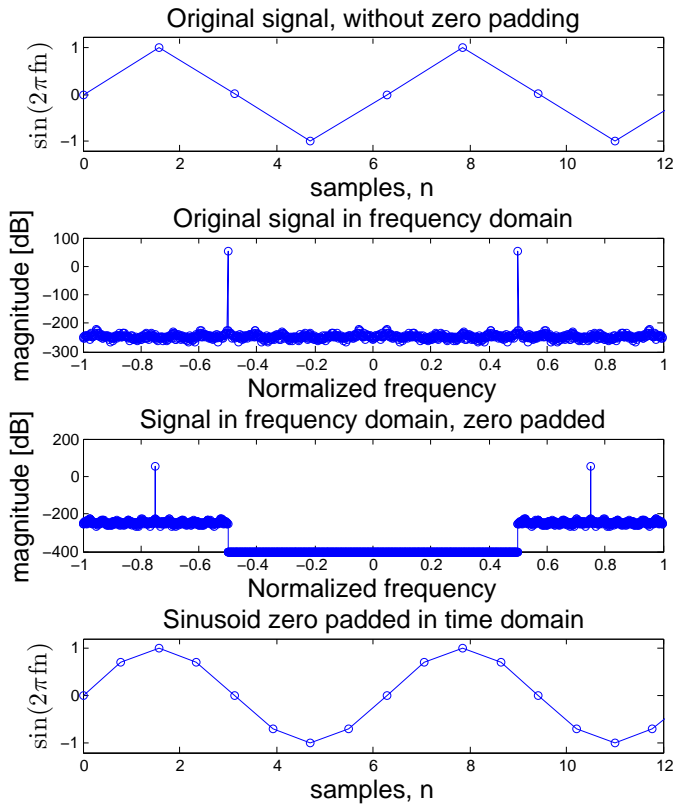 Original signal, without zero padding
sin(2πfn)
1
0
−1
0 2 4 6 8 10 12
samples, n
Original signal in frequency domain
magnitude [dB]
100
0
−100
−200
−300
−1 −0.8 −0.6 −0.4 −0.2 0 0.2 0.4 0.6 0.8 1
Normalized frequency
Signal in frequency domain, zero padded
magnitude [dB]
200
0
−200
−400
−1 −0.8 −0.6 −0.4 −0.2 0 0.2 0.4 0.6 0.8 1
Normalized frequency
Sinusoid zero padded in time domain
sin(2πfn)
1
0
−1
0 2 4 6 8 10 12
samples, n